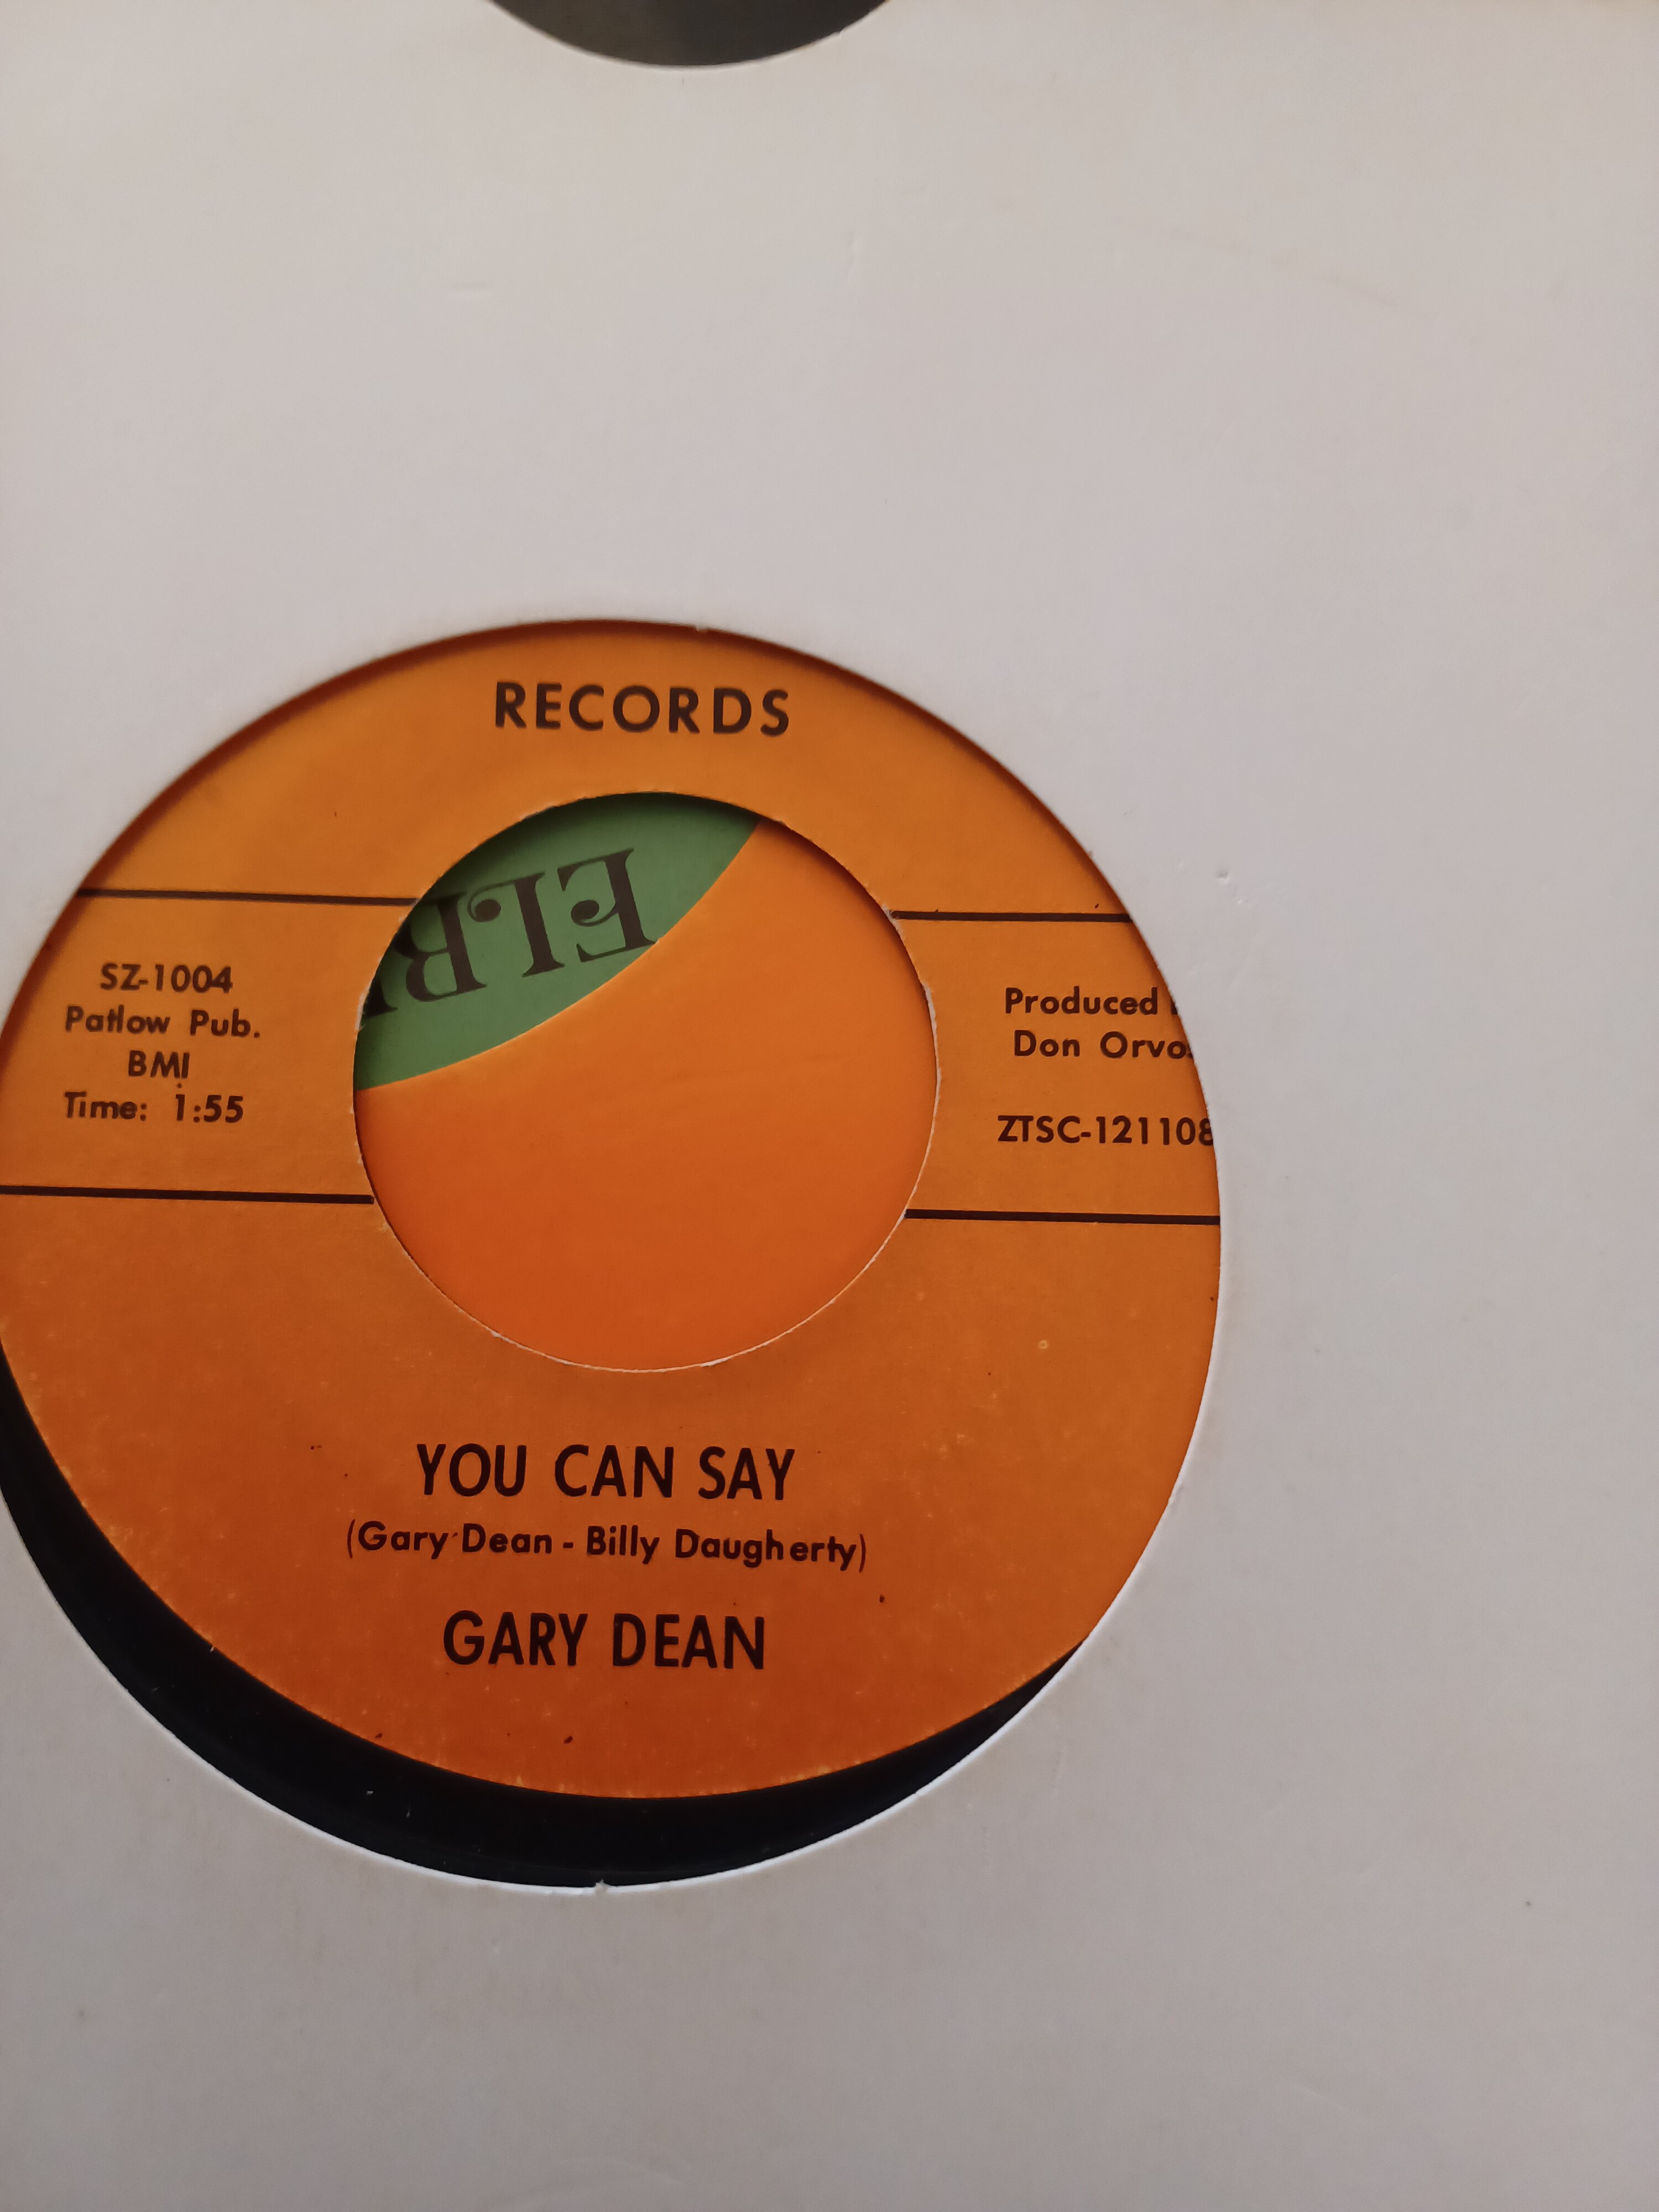 RECORDS
SZ-1004
Patlow Pub.
BMI
Time: 1:55
Produced
Don
ZTSC-121108
YOU CAN SAY
(Gary Dean - Billy Daugherty)
GARY DEAN